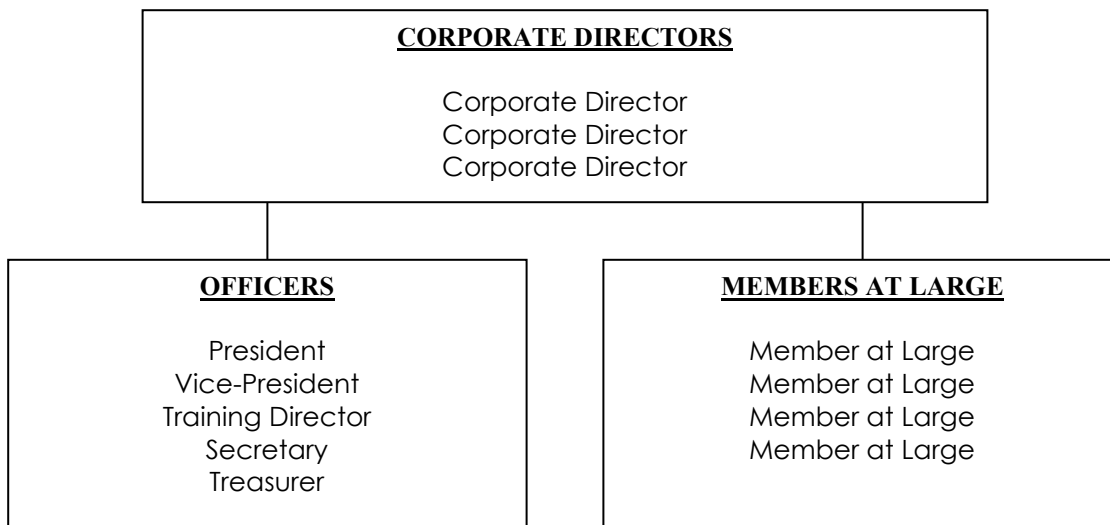 CORPORATE DIRECTORS
Corporate Director
Corporate Director
Corporate Director
OFFICERS
President
Vice-President
Training Director
Secretary
Treasurer
MEMBERS AT LARGE
Member at Large
Member at Large
Member at Large
Member at Large